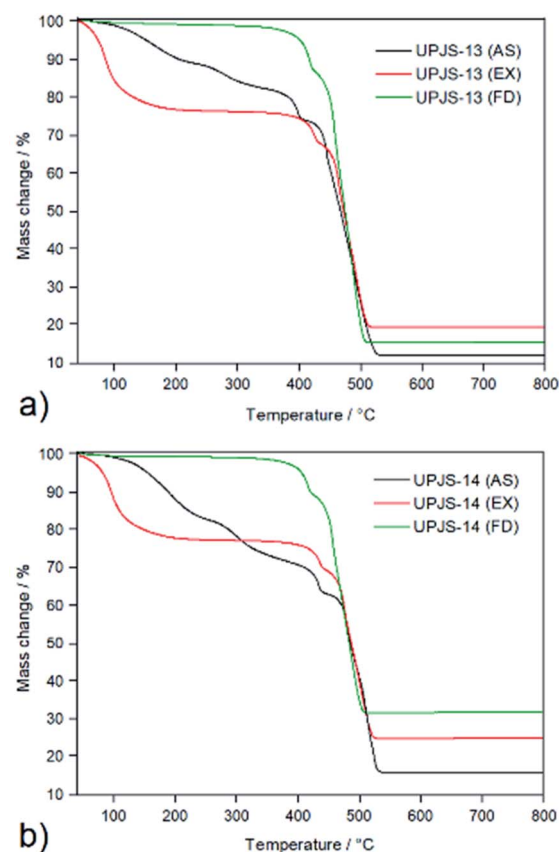 100
90
80
70
60
50
40
30
20
10
Mass change / %
UPJS-13 (AS)
UPJS-13 (EX)
UPJS-13 (FD)
100 200 300 400 500 600 700 800
Temperature / °C
a)
100
90
80
70
60
50
40
30
20
10
Mass change / %
UPJS-14 (AS)
UPJS-14 (EX)
UPJS-14 (FD)
100 200 300 400 500 600 700 800
Temperature / °C
b)